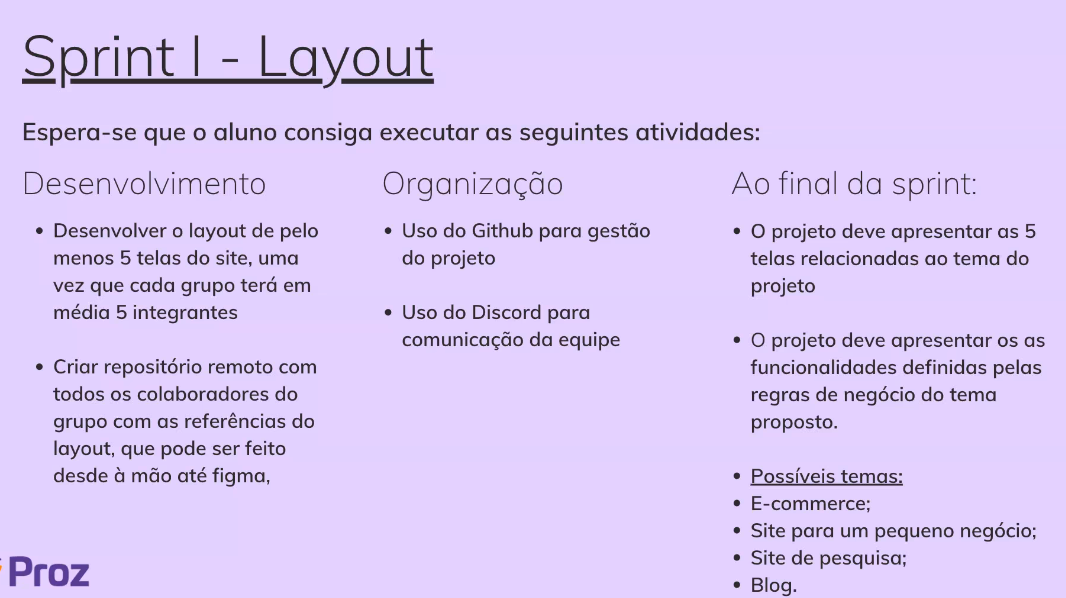 Sprint I - Layout
Espera-se que o aluno consiga executar as seguintes atividades:
Desenvolvimento
• Desenvolver o layout de pelo
menos 5 telas do site, uma
vez que cada grupo terá em
média 5 integrantes
• Criar repositório remoto com
todos os colaboradores do
grupo com as referências do
layout, que pode ser feito
desde à mão até figma,
Organização
• Uso do Github para gestão
do projeto
• Uso do Discord para
comunicação da equipe
Ao final da sprint:
• O projeto deve apresentar as 5
telas relacionadas ao tema do
projeto
• O projeto deve apresentar os as
funcionalidades definidas pelas
regras de negócio do tema
proposto.
• Possíveis temas:
• E-commerce;
• Site para um pequeno negócio;
• Site de pesquisa;
• Blog.
Proz